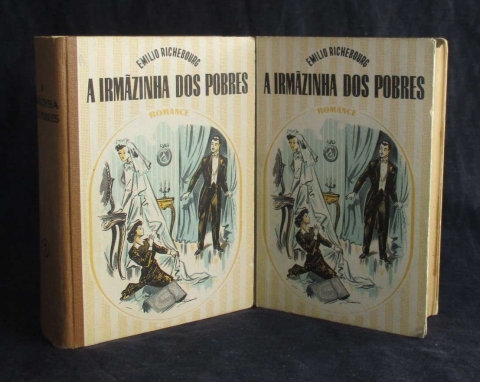 EMILIO RICHEBOURG
A IRMÃZINHA DOS POBRES
ROMANCE
EMILIO RICHEBOURG
A IRMÃZINHA DOS POBRES
ROMANCE